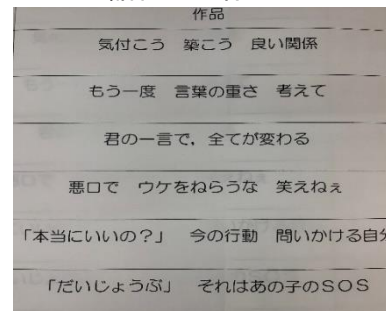 作品
気付こう　築こう　良い関係
もう一度　言葉の重さ　考えて
君の一言で，全てが変わる
悪口で　ウケをねらうな　笑えねぇ
「本当にいいの？」　今の行動　問いかける自分
「だいじょうぶ」　それはあの子のＳＯＳ